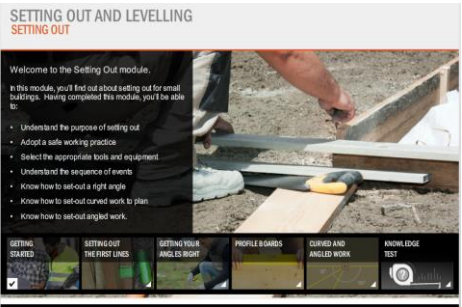 SETTING OUT AND LEVELLING
SETTING OUT
Welcome to the Setting Out module.
In this module, you'll find out about setting out for small
buildings. Having completed this module, you'll be able
to:
• Understand the purpose of setting out
• Adopt a safe working practice
• Select the appropriate tools and equipment
• Understand the sequence of events
• Know how to set-out a right angle
• Know how to set-out curved work to plan
• Know how to set-out angled work.
GETTING
STARTED
SETTING OUT
THE FIRST LINES
GETTING YOUR
ANGLES RIGHT
PROFILE BOARDS
CURVED AND
ANGLED WORK
KNOWLEDGE
TEST